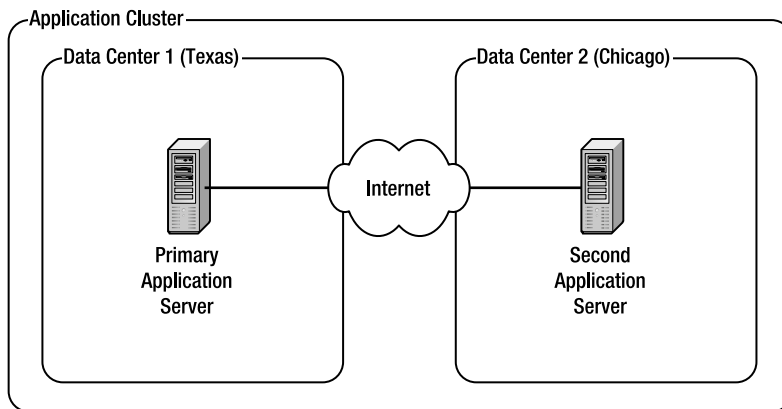 Application Cluster
Data Center 1 (Texas)
Data Center 2 (Chicago)
Internet
Primary
Application
Server
Second
Application
Server